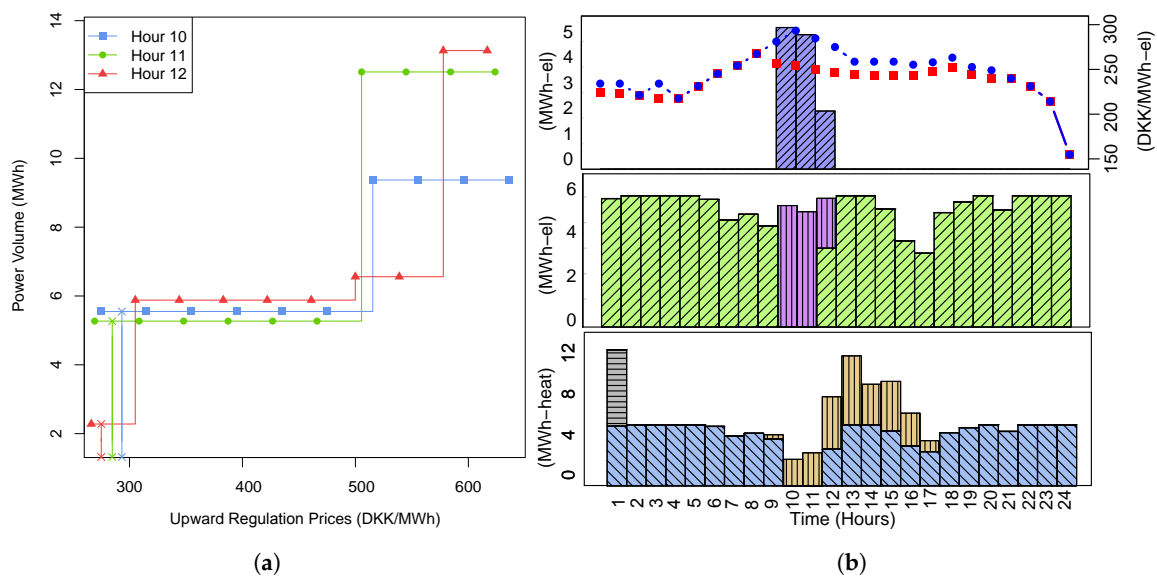 14
12
10
8
6
4
2
Power Volume (MWh)
Hour 10
Hour 11
Hour 12
300
400
500
600
Upward Regulation Prices (DKK/MWh)
(a)
5
4
3
2
1
0
(MWh−el)
300
250
200
150
(DKK/MWh−el)
6
4
2
0
(MWh−el)
12
8
4
0
(MWh−heat)
1 2 3 4 5 6 7 8 9 10 11 12 13 14 15 16 17 18 19 20 21 22 23 24
Time (Hours)
(b)